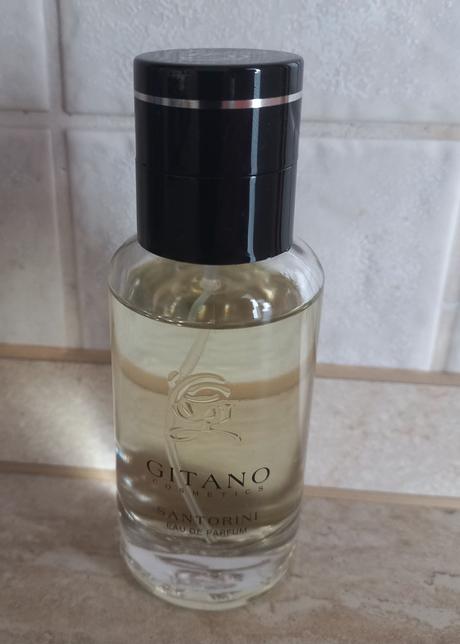 GITANO
COSMETICS
SANTORINI
EAU DE PARFUM